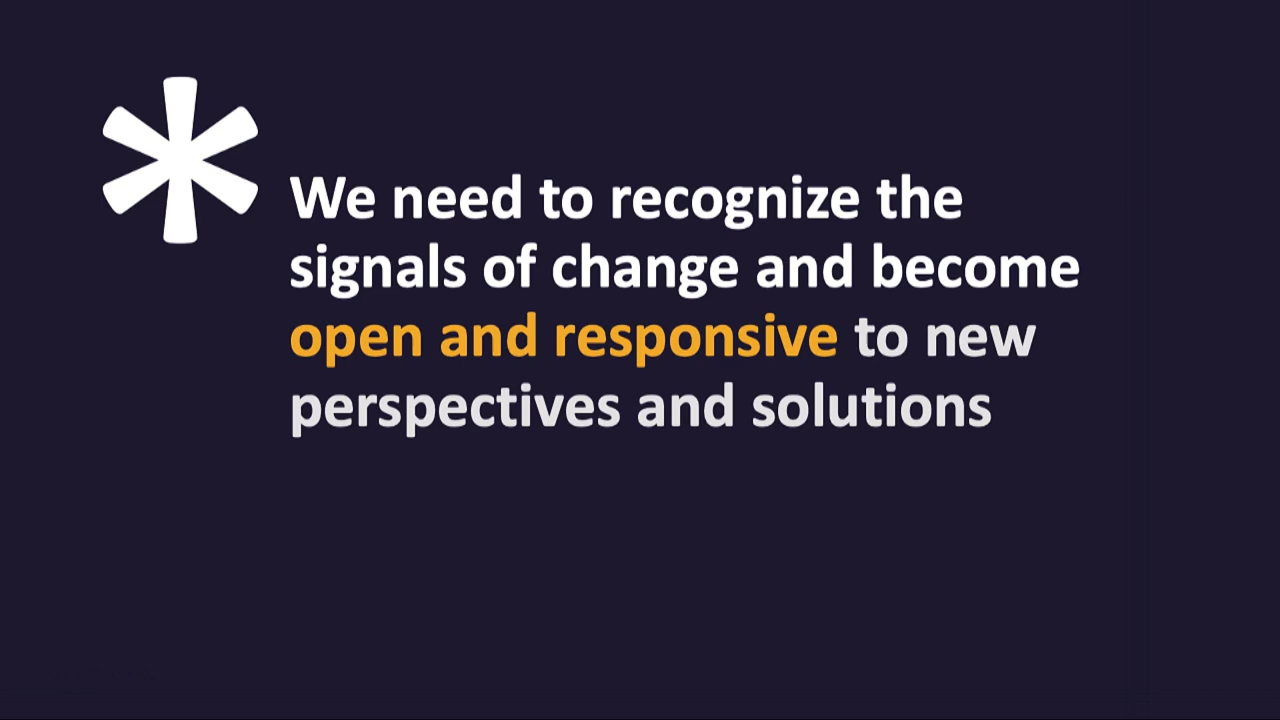 We need to recognize the
signals of change and become
open and responsive to new
perspectives and solutions